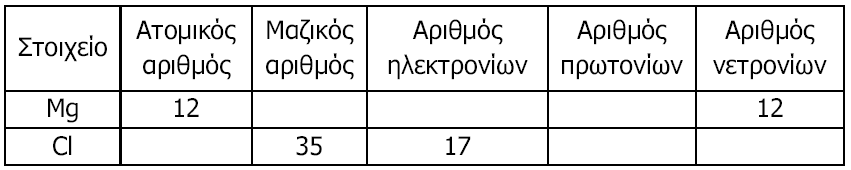 Στοιχείο Ατομικός αριθμός Μαζικός αριθμός Αριθμός ηλεκτρονίων Αριθμός πρωτονίων Αριθμός νετρονίων
Mg 12 12
Cl 35 17